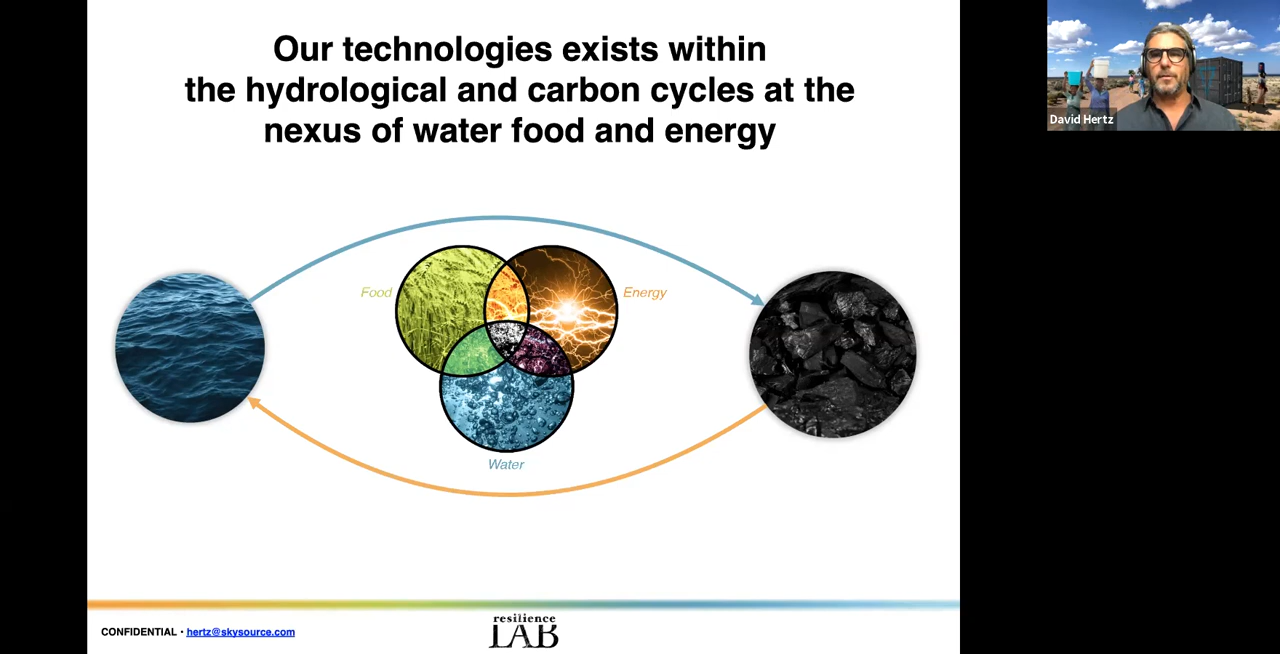 Our technologies exists within
the hydrological and carbon cycles at the
nexus of water food and energy
David Hertz
Food
Energy
Water
CONFIDENTIAL · hertz@skysource.com
resilience
LAB